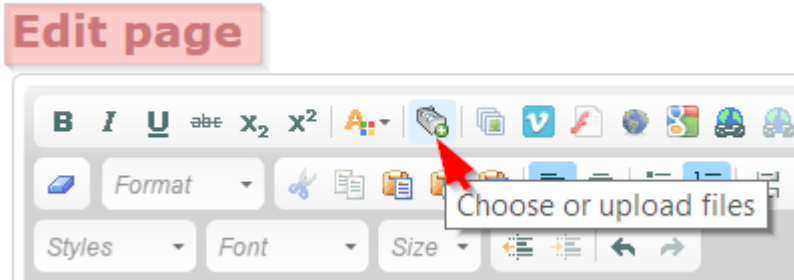 Edit page
B I U abc X₂ X² A
Format
Choose or upload files
Styles Font Size